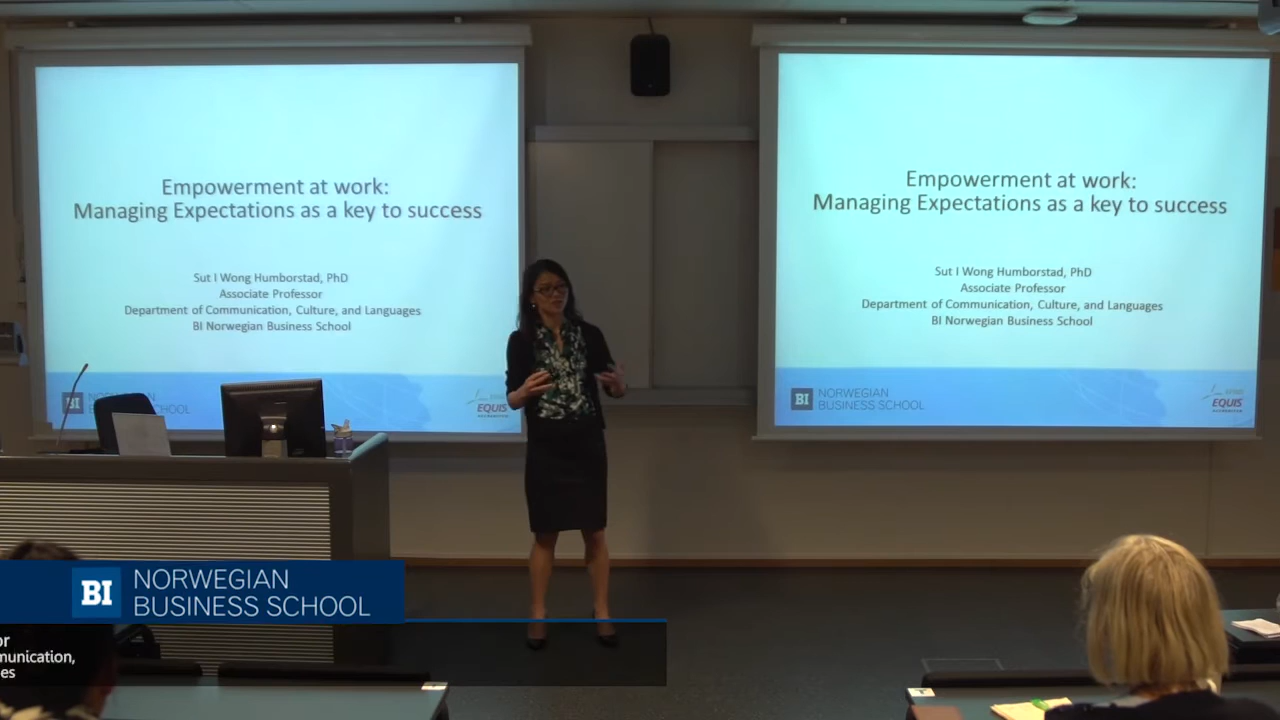 Empowerment at work:
Managing Expectations as a key to success
Sut I Wong Humborstad, PhD
Associate Professor
Department of Communication, Culture, and Languages
BI Norwegian Business School
BI NORWEGIAN
BUSINESS SCHOOL
EQUIS
Empowerment at work:
Managing Expectations as a key to success
Sut I Wong Humborstad, PhD
Associate Professor
Department of Communication, Culture, and Languages
BI Norwegian Business School
BI NORWEGIAN
BUSINESS SCHOOL
EQUIS
BI NORWEGIAN
BUSINESS SCHOOL
or
munication,
es